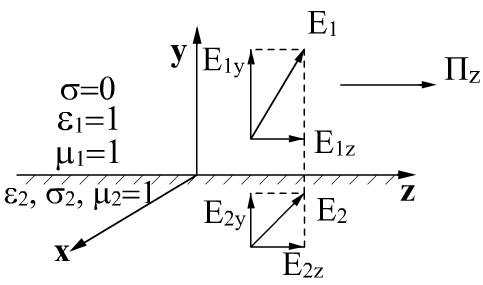 E₁
y
E₁y
Πz
σ=0
ε₁=1
μ₁=1
E₁z
z
ε₂, σ₂, μ₂=1
E₂y
E₂
x
E₂z